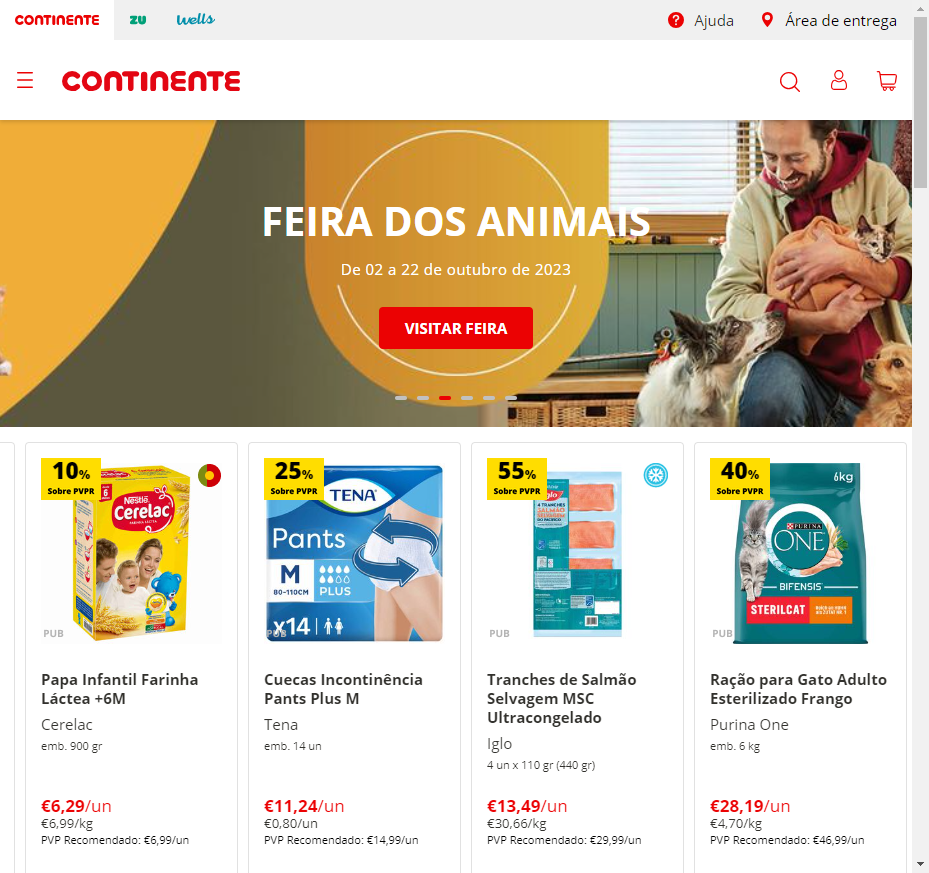 CONTINENTE
ZU
wells
Ajuda
Área de entrega
CONTINENTE
FEIRA DOS ANIMAIS
De 02 a 22 de outubro de 2023
VISITAR FEIRA
10%
Sobre PVPR
Nestlé
Cerelac
PUB
Papa Infantil Farinha
Láctea +6M
Cerelac
emb. 900 gr
€6,29/un
€6,99/kg
PVP Recomendado: €6,99/un
25%
Sobre PVPR
TENA
Pants
M
80-110CM
PLUS
x14
PUB
Cuecas Incontinência
Pants Plus M
Tena
emb. 14 un
€11,24/un
€0,80/un
PVP Recomendado: €14,99/un
55%
Sobre PVPR
Iglo
4 TRANCHES
SALMÃO
SELVAGEM
DO PACÍFICO
PUB
Tranches de Salmão
Selvagem MSC
Ultracongelado
Iglo
4 un x 110 gr (440 gr)
€13,49/un
€30,66/kg
PVP Recomendado: €29,99/un
40%
Sobre PVPR
6kg
PURINA
ONE
BIFENSIS
STERILCAT
PUB
Ração para Gato Adulto
Esterilizado Frango
Purina One
emb. 6 kg
€28,19/un
€4,70/kg
PVP Recomendado: €46,99/un